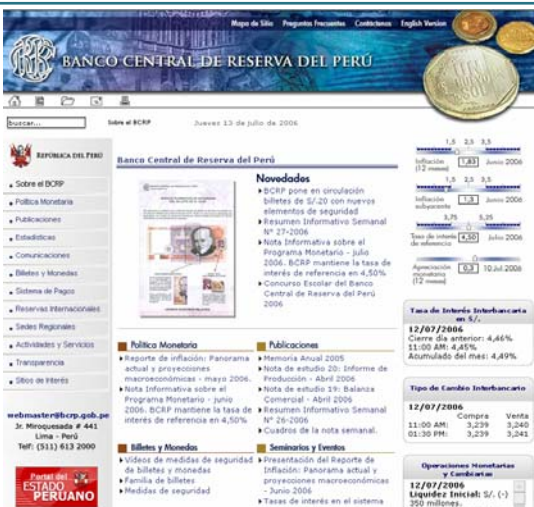 Mapa de Sitio Preguntas Frecuentes Contáctenos English Version
BANCO CENTRAL DE RESERVA DEL PERÚ
buscar...
Sobre el BCRP
Jueves 13 de julio de 2006
REPÚBLICA DEL PERÚ
Sobre el BCRP
Política Monetaria
Publicaciones
Estadísticas
Comunicaciones
Billetes y Monedas
Sistema de Pagos
Reservas Internacionales
Sedes Regionales
Actividades y Servicios
Transparencia
Sitios de Interés
webmaster@bcrp.gob.pe
Jr. Miroquesada # 441
Lima - Perú
Telf: (511) 613 2000
Portal del
ESTADO
PERUANO
Banco Central de Reserva del Perú
Novedades
BCRP pone en circulación
billetes de S/.20 con nuevos
elementos de seguridad
Resumen Informativo Semanal
Nº 27-2006
Nota Informativa sobre el
Programa Monetario - julio
2006. BCRP mantiene la tasa de
interés de referencia en 4,50%
Concurso Escolar del Banco
Central de Reserva del Perú
2006
Política Monetaria
Reporte de inflación: Panorama
actual y proyecciones
macroeconómicas - mayo 2006.
Nota Informativa sobre el
Programa Monetario - junio
2006. BCRP mantiene la tasa de
interés de referencia en 4,50%
Publicaciones
Memoria Anual 2005
Nota de estudio 20: Informe de
Producción - Abril 2006
Nota de estudio 19: Balanza
Comercial - Abril 2006
Resumen Informativo Semanal
Nº 26-2006
Cuadros de la nota semanal.
Billetes y Monedas
Vídeos de medidas de seguridad
de billetes y monedas
Familia de billetes
Medidas de seguridad
Seminarios y Eventos
Presentación del Reporte de
Inflación: Panorama actual y
proyecciones macroeconómicas
- Junio 2006
Tasas de interés en el sistema
1,5 2,5 3,5
Inflación 1,83 Junio 2006
(12 meses)
1,5 2,5 3,5
Inflación 1,3 Junio 2006
subyacente
3,75 5,25
Tasa de interés 4,50 Julio 2006
de referencia
Apreciación 0,3 10 Jul. 2006
monetaria
(12 meses)
Tasa de Interés Interbancaria
en S/.
12/07/2006
Cierre día anterior: 4,46%
11:00 AM: 4,45%
Acumulado del mes: 4,49%
Tipo de Cambio Interbancario
12/07/2006
Compra Venta
11:00 AM: 3,239 3,240
01:30 PM: 3,239 3,241
Operaciones Monetarias
y Cambiarias
12/07/2006
Liquidez Inicial: S/. (-)
350 millones.